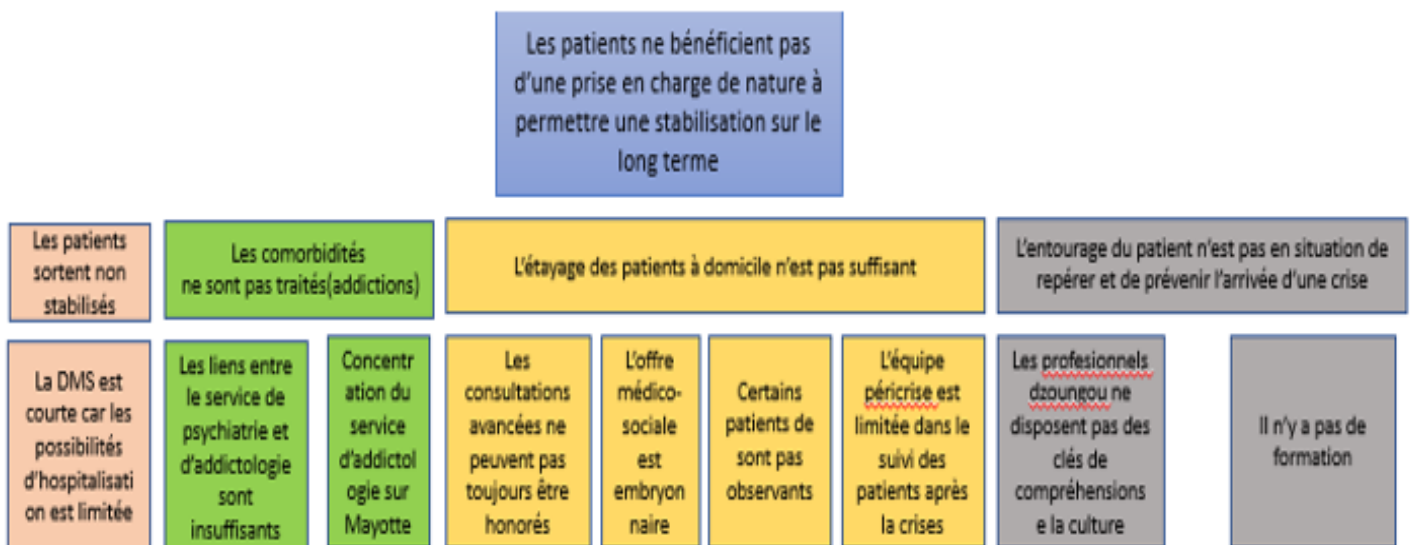 Les patients ne bénéficient pas
d'une prise en charge de nature à
permettre une stabilisation sur le
long terme
Les patients
sortent non
stabilisés
Les comorbidités
ne sont pas traités(addictions)
L'étayage des patients à domicile n'est pas suffisant
L'entourage du patient n'est pas en situation de
repérer et de prévenir l'arrivée d'une crise
La DMS est
courte car les
possibilités
d'hospitalisati
on est limitée
Les liens entre
le service de
psychiatrie et
d'addictologie
sont
insuffisants
Concentr
ation du
service
d'addictol
ogie sur
Mayotte
Les
consultations
avancées ne
peuvent pas
toujours être
honorés
L'offre
médico-
sociale
est
embryon
naire
Certains
patients de
sont pas
observants
L'équipe
péricrise est
limitée dans le
suivi des
patients après
la crises
Les profesionnels
dzoungou ne
disposent pas des
clés de
compréhensions
e la culture
Il n'y a pas de
formation